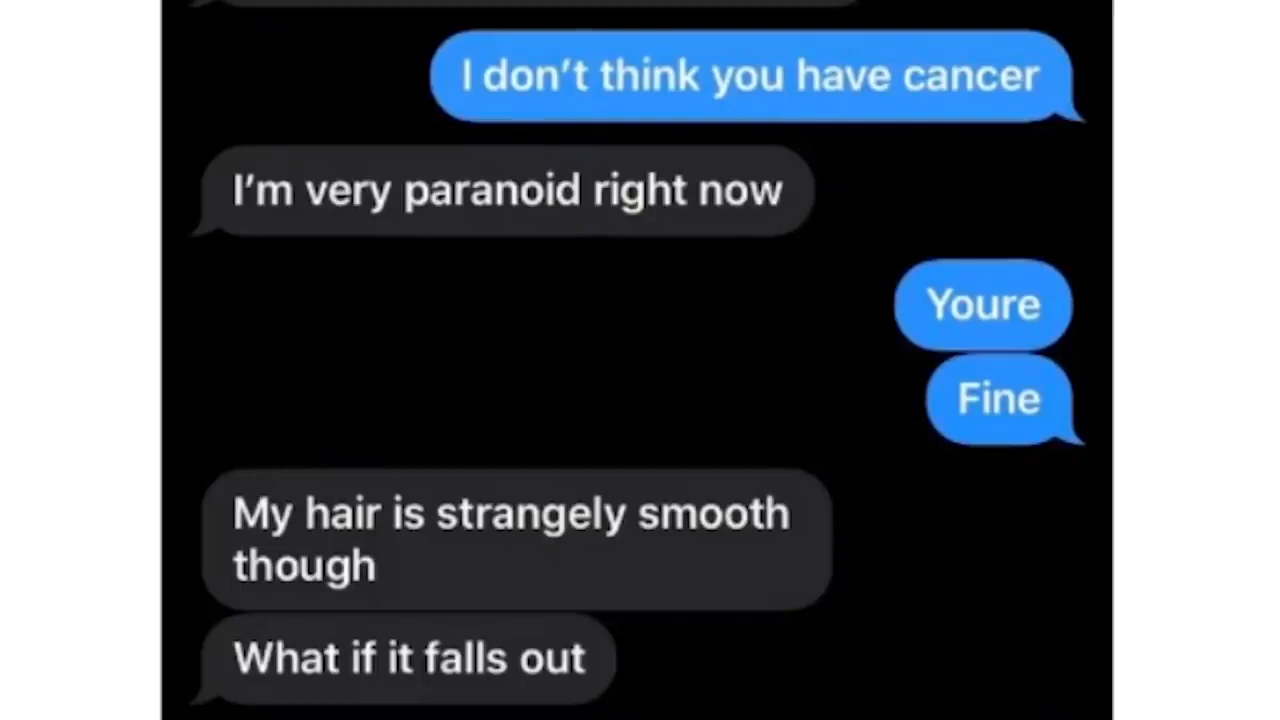 I don’t think you have cancer
I’m very paranoid right now
Youre
Fine
My hair is strangely smooth
though
What if it falls out